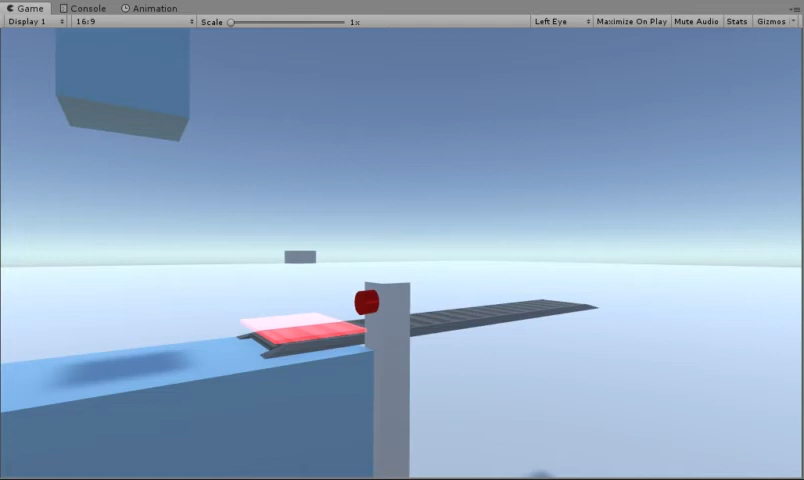 Game Console Animation
Display 1 16:9 Scale 1x Left Eye Maximize On Play Mute Audio Stats Gizmos